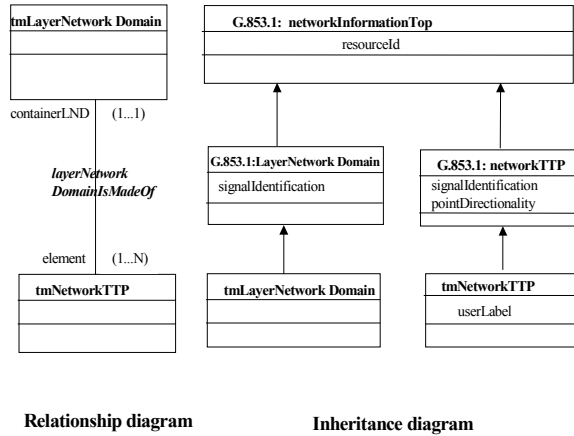 tmLayerNetwork Domain
containerLND (1...1)
layerNetwork
DomainIsMadeOf
element (1...N)
tmNetworkTTP
Relationship diagram
G.853.1: networkInformationTop
resourceId
G.853.1:LayerNetwork Domain
signalIdentification
G.853.1: networkTTP
signalIdentification
pointDirectionality
tmLayerNetwork Domain
tmNetworkTTP
userLabel
Inheritance diagram